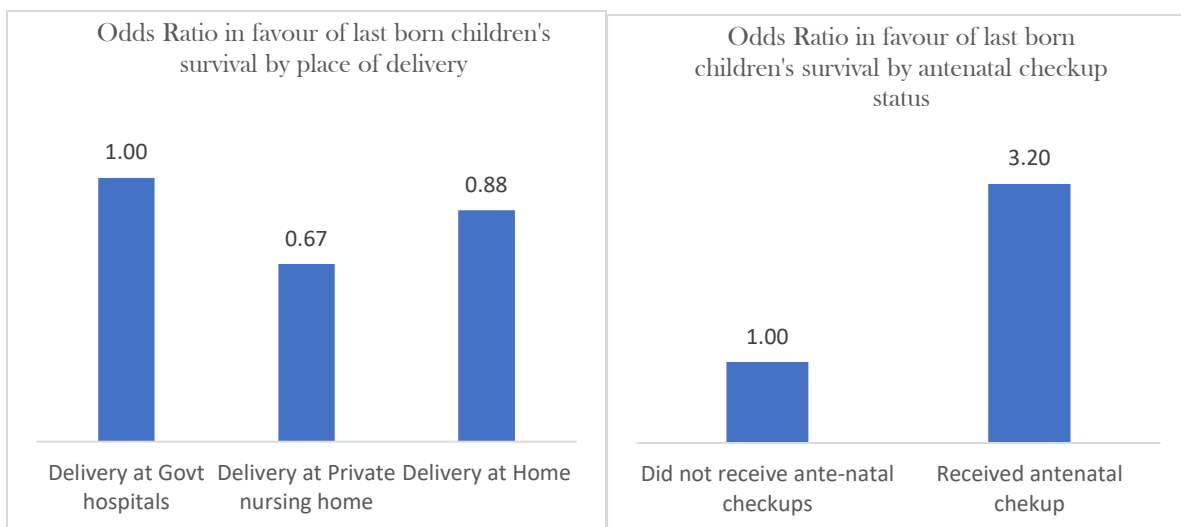 Odds Ratio in favour of last born children's
survival by place of delivery
1.00
0.67
0.88
Delivery at Govt
hospitals
Delivery at Private
nursing home
Delivery at Home
Odds Ratio in favour of last born
children's survival by antenatal checkup
status
1.00
3.20
Did not receive ante-natal
checkups
Received antenatal
chekup